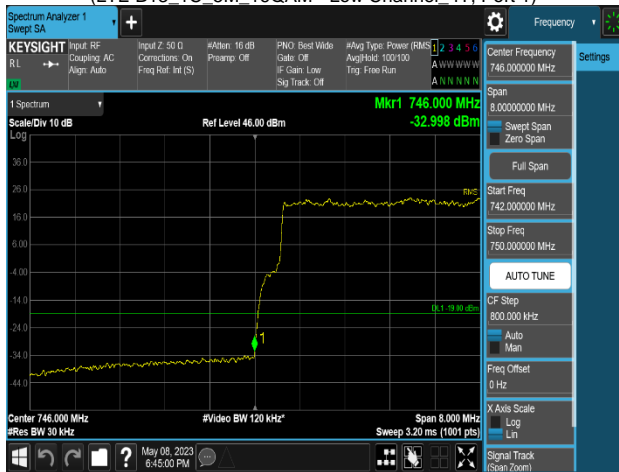 Spectrum Analyzer 1
Swept SA
Frequency
Settings
KEYSIGHT
RL
LXI
Input: RF
Coupling: AC
Align: Auto
Input Z: 50 Ω
Corrections: On
Freq Ref: Int (S)
#Atten: 16 dB
Preamp: Off
PNO: Best Wide
Gate: Off
IF Gain: Low
Sig Track: Off
#Avg Type: Power (RMS
Avg|Hold: 100/100
Trig: Free Run
1 2 3 4 5 6
A W W W W W
A N N N N N
1 Spectrum
Scale/Div 10 dB
Log
Ref Level 46.00 dBm
Mkr1 746.000 MHz
-32.998 dBm
36.0
26.0
16.0
6.00
-4.00
-14.0
-24.0
-34.0
-44.0
RMS
DL1 -19.00 dBm
1
Center 746.000 MHz
#Res BW 30 kHz
#Video BW 120 kHz*
Span 8.000 MHz
Sweep 3.20 ms (1001 pts)
Center Frequency
746.000000 MHz
Span
8.00000000 MHz
Swept Span
Zero Span
Full Span
Start Freq
742.000000 MHz
Stop Freq
750.000000 MHz
AUTO TUNE
CF Step
800.000 kHz
Auto
Man
Freq Offset
0 Hz
X Axis Scale
Log
Lin
Signal Track
(Span Zoom)
?
May 08, 2023
6:45:00 PM